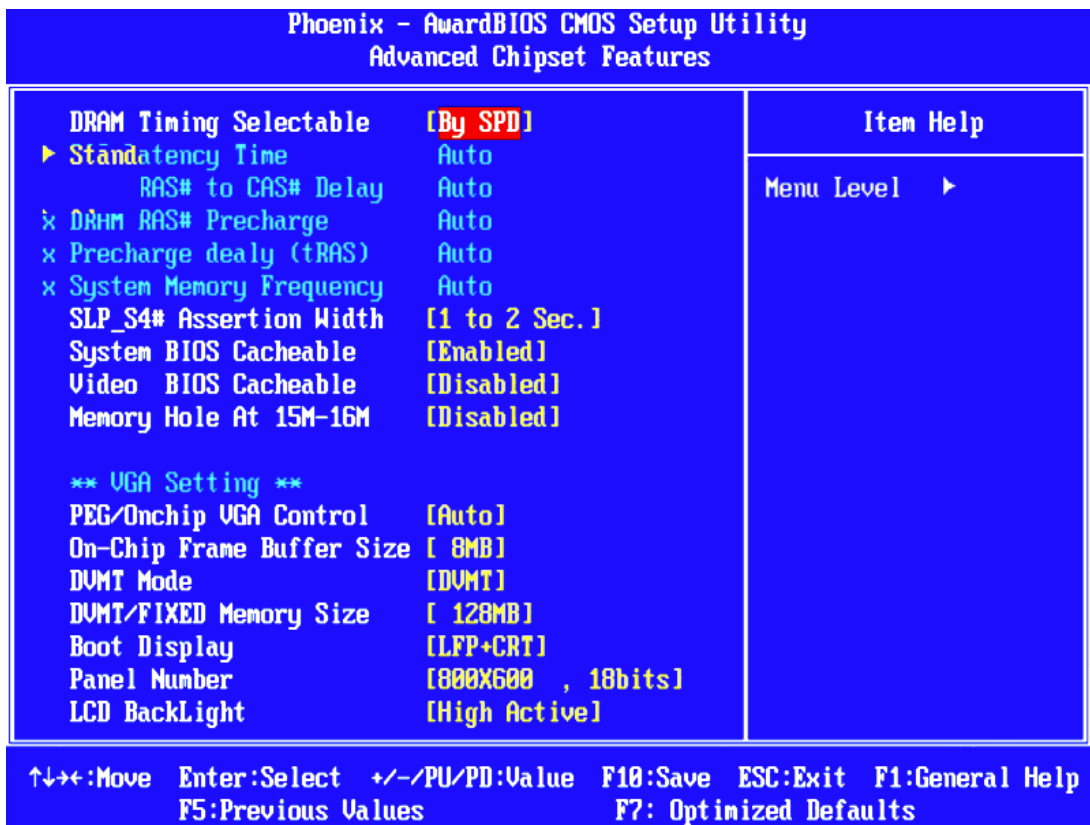 Phoenix - AwardBIOS CMOS Setup Utility
Advanced Chipset Features
DRAM Timing Selectable [By SPD]
Standatency Time Auto
RAS# to CAS# Delay Auto
x DRHM RAS# Precharge Auto
x Precharge dealy (tRAS) Auto
x System Memory Frequency Auto
SLP_S4# Assertion Width [1 to 2 Sec.]
System BIOS Cacheable [Enabled]
Video BIOS Cacheable [Disabled]
Memory Hole At 15M-16M [Disabled]
** VGA Setting **
PEG/Onchip VGA Control [Auto]
On-Chip Frame Buffer Size [ 8MB]
DVMT Mode [DVMT]
DVMT/FIXED Memory Size [ 128MB]
Boot Display [LFP+CRT]
Panel Number [800X600 , 18bits]
LCD BackLight [High Active]
Item Help
Menu Level
↑↓→←:Move Enter:Select +/-/PU/PD:Value F10:Save ESC:Exit F1:General Help
F5:Previous Values F7: Optimized Defaults